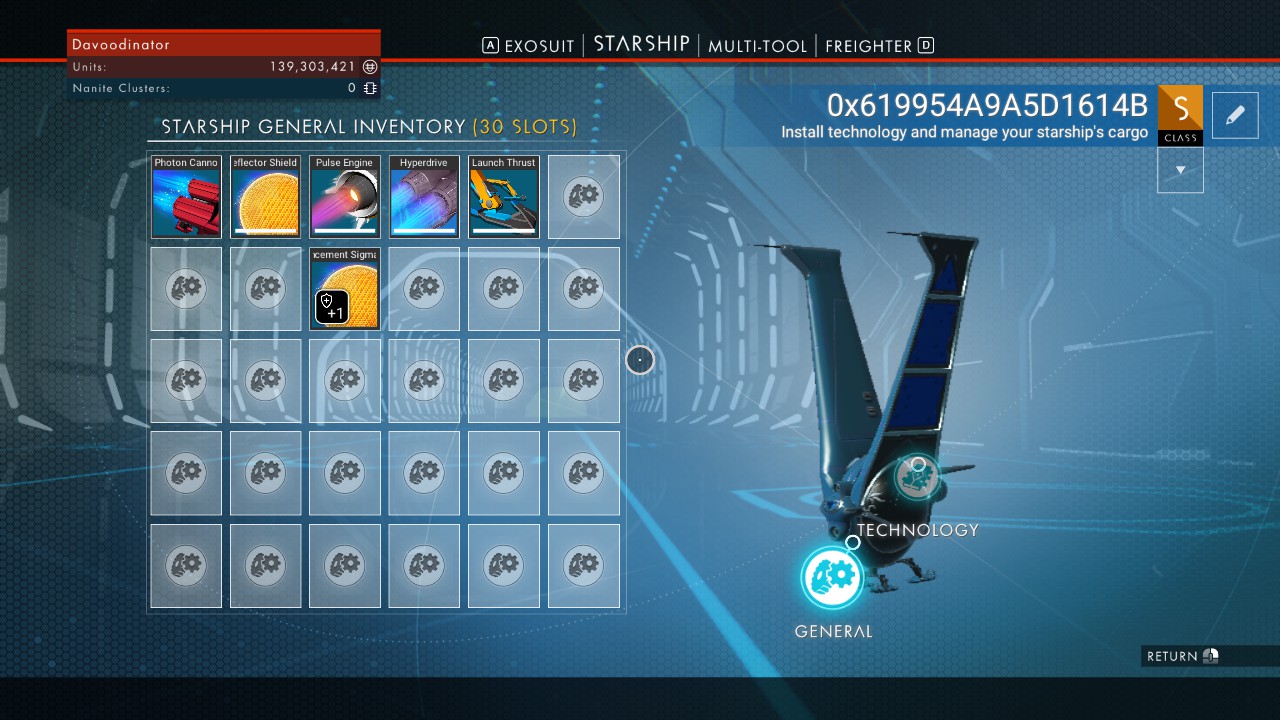 Davoodinator
Units: 139,303,421
Nanite Clusters: 0
A EXOSUIT STARSHIP MULTI-TOOL FREIGHTER D
0x619954A9A5D1614B
Install technology and manage your starship's cargo
S
CLASS
STARSHIP GENERAL INVENTORY (30 SLOTS)
Photon Canno eflector Shield Pulse Engine Hyperdrive Launch Thrust
cement Sigma
+1
TECHNOLOGY
GENERAL
RETURN